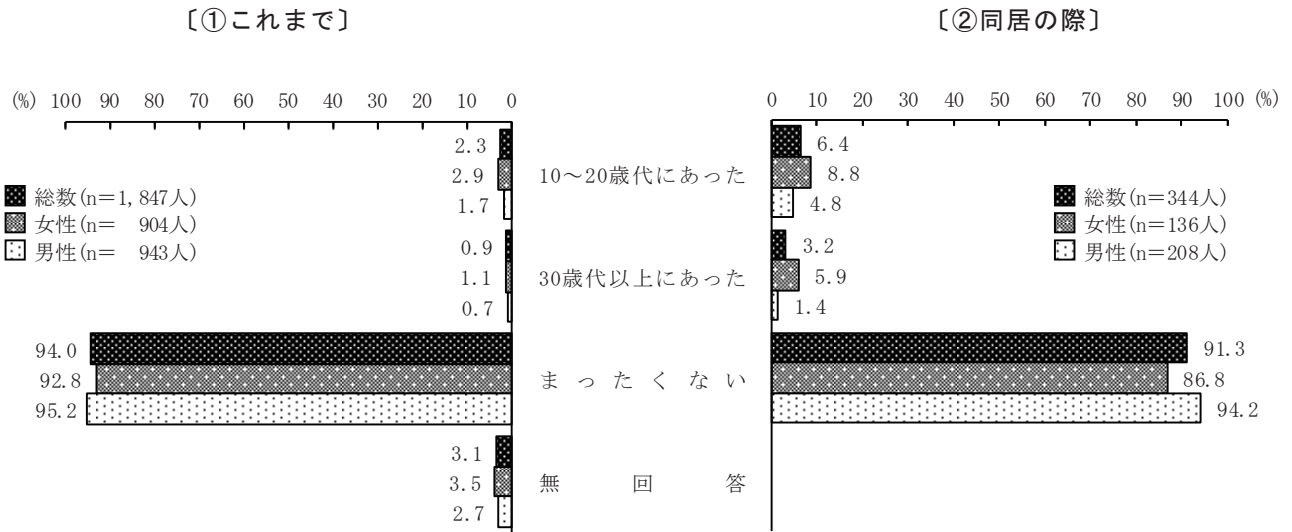 〔①これまで〕
(%) 100 90 80 70 60 50 40 30 20 10 0
総数(n＝1,847人)
女性(n＝ 904人)
男性(n＝ 943人)
2.3
2.9
1.7
0.9
1.1
0.7
94.0
92.8
95.2
3.1
3.5
2.7
10～20歳代にあった
30歳代以上にあった
まったくない
無回答
〔②同居の際〕
0 10 20 30 40 50 60 70 80 90 100 (%)
6.4
8.8
4.8
3.2
5.9
1.4
91.3
86.8
94.2
総数(n＝344人)
女性(n＝136人)
男性(n＝208人)